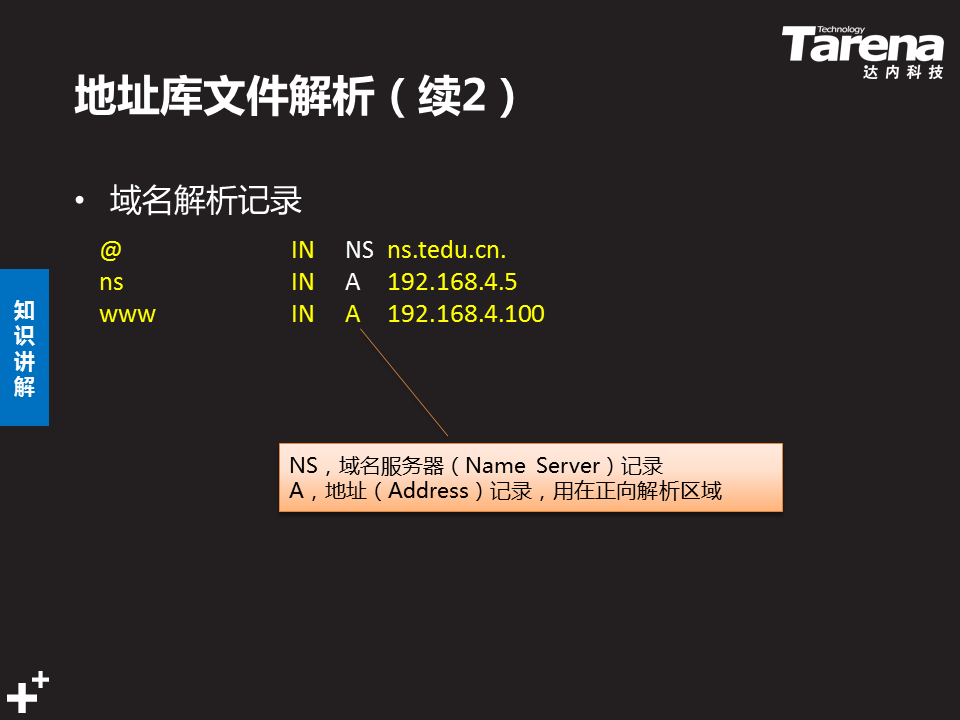 Technology
Tarena
达内科技
地址库文件解析（续2）
• 域名解析记录
@ IN NS ns.tedu.cn.
ns IN A 192.168.4.5
www IN A 192.168.4.100
知识讲解
NS，域名服务器（Name Server）记录
A，地址（Address）记录，用在正向解析区域